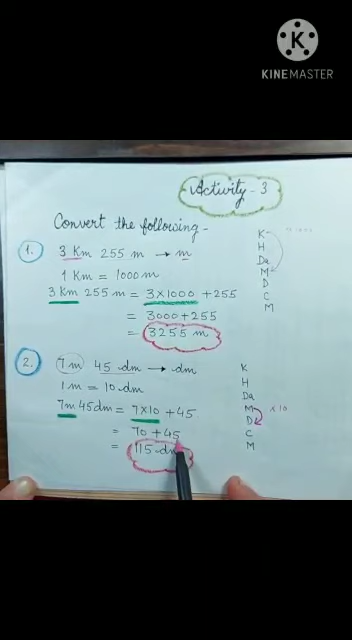 K
KINEMASTER
Activity - 3
Convert the following -
1. 3 Km 255 m → m
1 Km = 1000 m
3 Km 255 m = 3×1000 + 255
= 3000 + 255
= 3255 m
K
H
Da
M
D
C
M
2. 7m 45 dm → dm
1m = 10 dm
7m 45dm = 7×10 + 45
= 70 + 45
= 115 dm
K
H
Da
M ×10
D
C
M